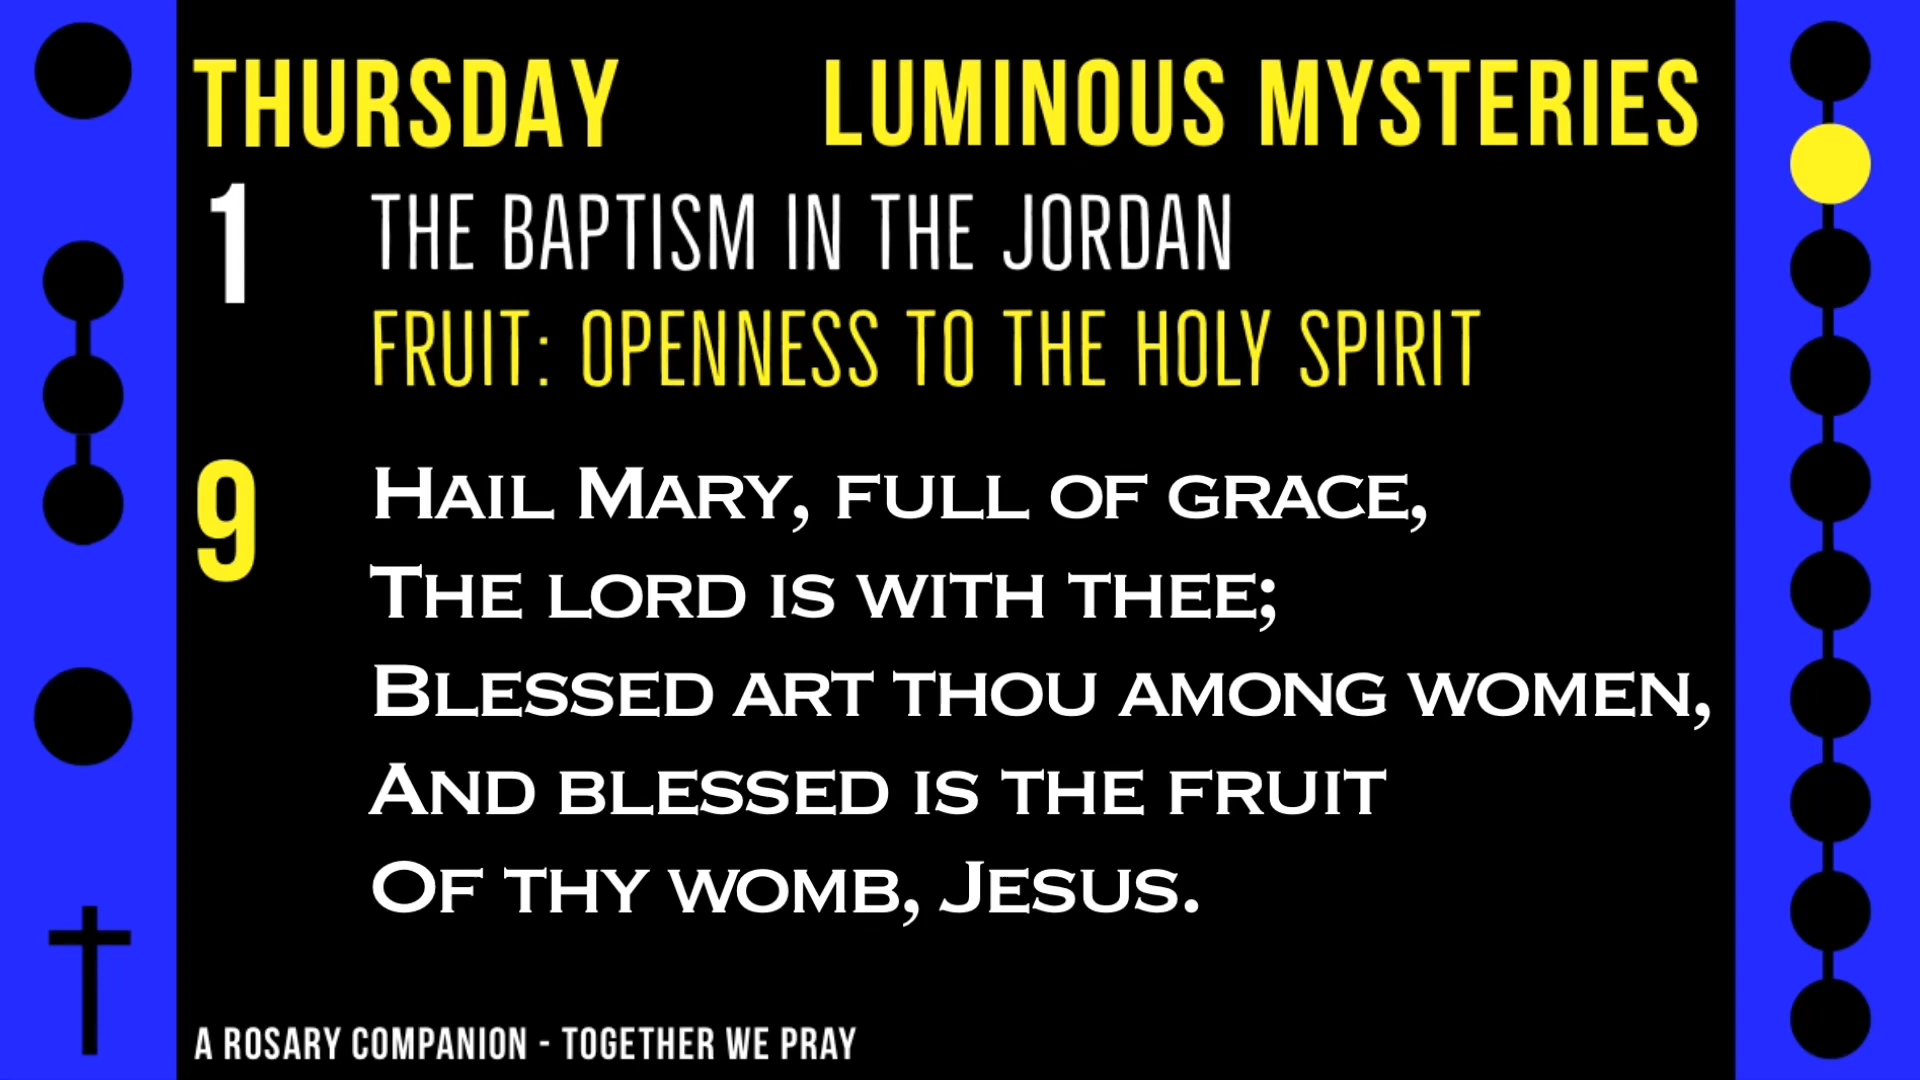 THURSDAY LUMINOUS MYSTERIES
1 THE BAPTISM IN THE JORDAN
FRUIT: OPENNESS TO THE HOLY SPIRIT
9 HAIL MARY, FULL OF GRACE,
THE LORD IS WITH THEE;
BLESSED ART THOU AMONG WOMEN,
AND BLESSED IS THE FRUIT
OF THY WOMB, JESUS.
A ROSARY COMPANION - TOGETHER WE PRAY